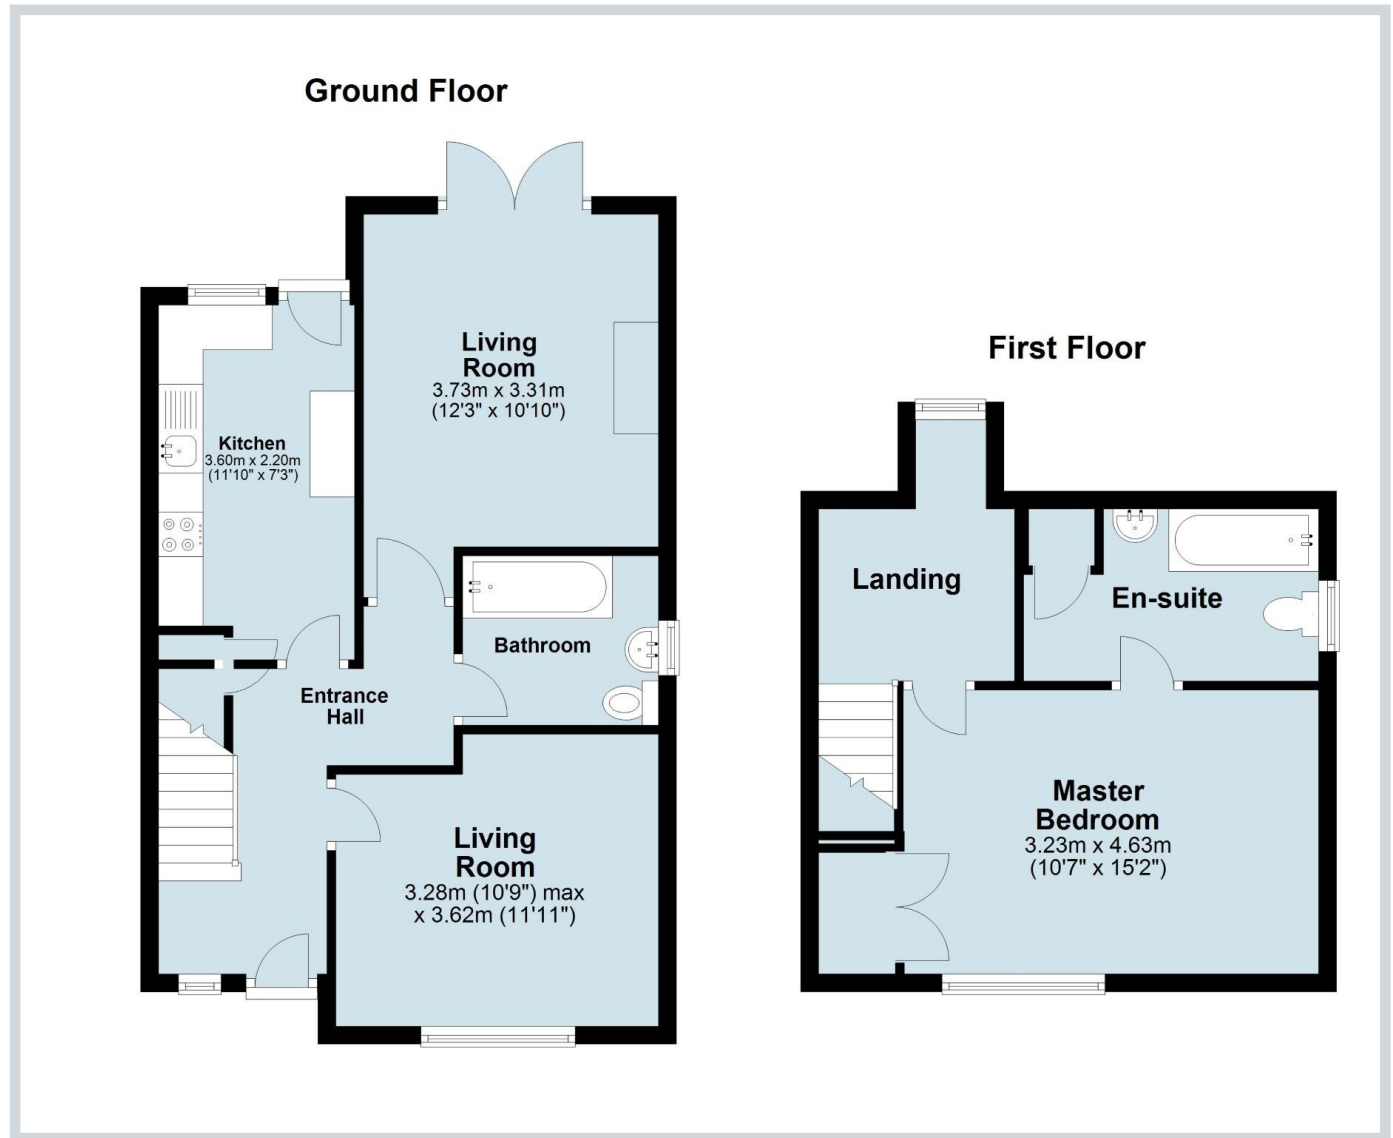 Ground Floor
Living
Room
3.73m x 3.31m
(12'3" x 10'10")
Kitchen
3.60m x 2.20m
(11'10" x 7'3")
Bathroom
Entrance
Hall
Living
Room
3.28m (10'9") max
x 3.62m (11'11")
First Floor
Landing
En-suite
Master
Bedroom
3.23m x 4.63m
(10'7" x 15'2")